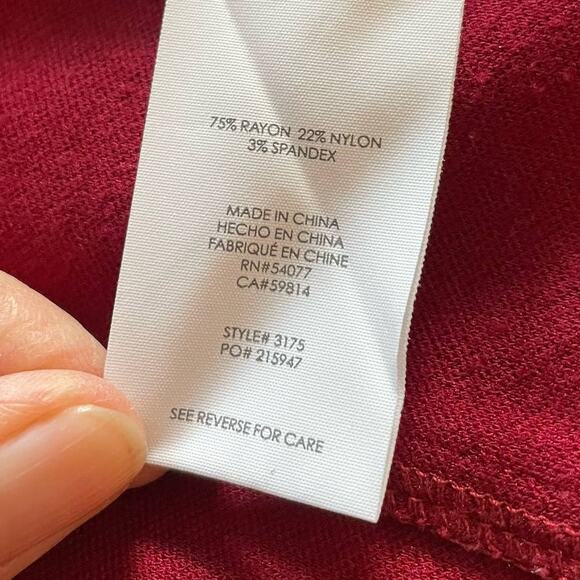 75% RAYON 22% NYLON
3% SPANDEX
MADE IN CHINA
HECHO EN CHINA
FABRIQUÉ EN CHINE
RN#54077
CA#59814
STYLE# 3175
PO# 215947
SEE REVERSE FOR CARE